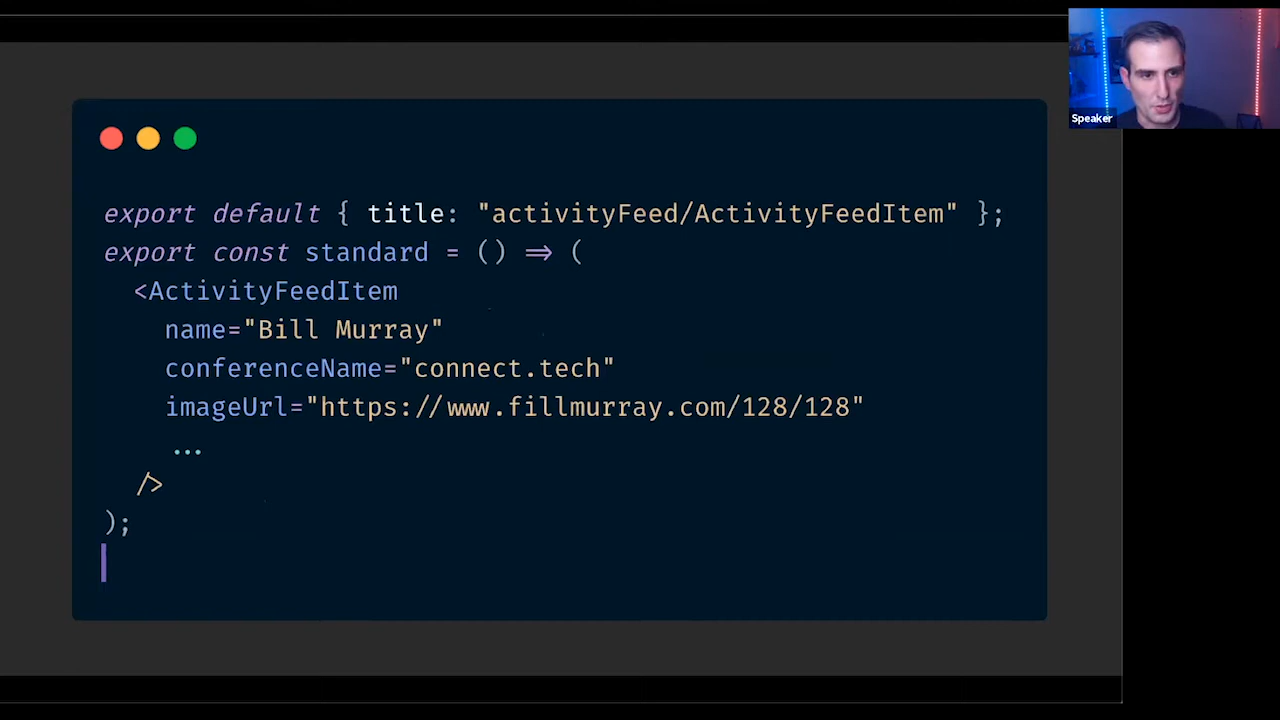 Speaker
export default { title: "activityFeed/ActivityFeedItem" };
export const standard = () => (
<ActivityFeedItem
name="Bill Murray"
conferenceName="connect.tech"
imageUrl="https://www.fillmurray.com/128/128"
...
/>
);